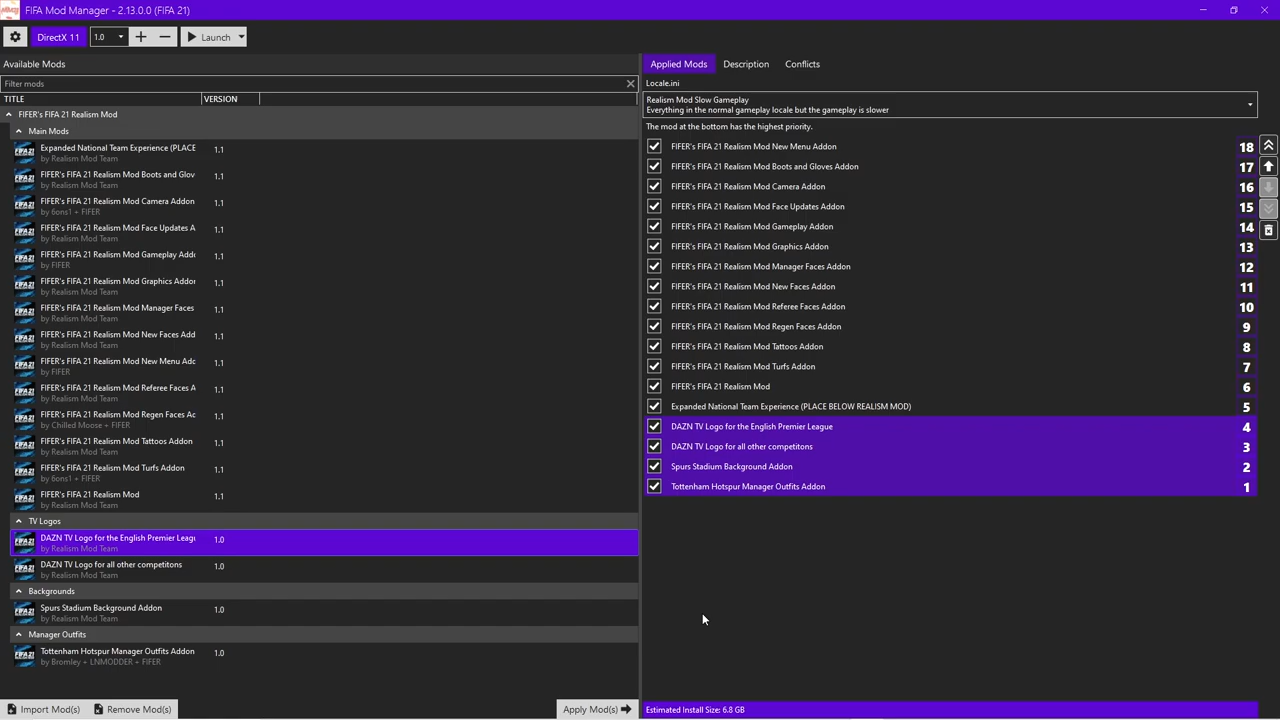 FIFA Mod Manager - 2.13.0.0 (FIFA 21)
DirectX 11
1.0
Launch
Available Mods
Filter mods
TITLE
VERSION
FIFER's FIFA 21 Realism Mod
Main Mods
Expanded National Team Experience (PLACE
by Realism Mod Team
1.1
FIFER's FIFA 21 Realism Mod Boots and Glov
by Realism Mod Team
1.1
FIFER's FIFA 21 Realism Mod Camera Addon
by 6ons1 + FIFER
1.1
FIFER's FIFA 21 Realism Mod Face Updates A
by Realism Mod Team
1.1
FIFER's FIFA 21 Realism Mod Gameplay Addo
by FIFER
1.1
FIFER's FIFA 21 Realism Mod Graphics Addon
by Realism Mod Team
1.1
FIFER's FIFA 21 Realism Mod Manager Faces
by Realism Mod Team
1.1
FIFER's FIFA 21 Realism Mod New Faces Add
by Realism Mod Team
1.1
FIFER's FIFA 21 Realism Mod New Menu Adc
by FIFER
1.1
FIFER's FIFA 21 Realism Mod Referee Faces A
by Realism Mod Team
1.1
FIFER's FIFA 21 Realism Mod Regen Faces Ac
by Chilled Moose + FIFER
1.1
FIFER's FIFA 21 Realism Mod Tattoos Addon
by Realism Mod Team
1.1
FIFER's FIFA 21 Realism Mod Turfs Addon
by 6ons1 + FIFER
1.1
FIFER's FIFA 21 Realism Mod
by Realism Mod Team
1.1
TV Logos
DAZN TV Logo for the English Premier Leagu
by Realism Mod Team
1.0
DAZN TV Logo for all other competitons
by Realism Mod Team
1.0
Backgrounds
Spurs Stadium Background Addon
by Realism Mod Team
1.0
Manager Outfits
Tottenham Hotspur Manager Outfits Addon
by Bromley + LNMODDER + FIFER
1.0
Import Mod(s)
Remove Mod(s)
Apply Mod(s)
Applied Mods
Description
Conflicts
Locale.ini
Realism Mod Slow Gameplay
Everything in the normal gameplay locale but the gameplay is slower
The mod at the bottom has the highest priority.
FIFER's FIFA 21 Realism Mod New Menu Addon 18
FIFER's FIFA 21 Realism Mod Boots and Gloves Addon 17
FIFER's FIFA 21 Realism Mod Camera Addon 16
FIFER's FIFA 21 Realism Mod Face Updates Addon 15
FIFER's FIFA 21 Realism Mod Gameplay Addon 14
FIFER's FIFA 21 Realism Mod Graphics Addon 13
FIFER's FIFA 21 Realism Mod Manager Faces Addon 12
FIFER's FIFA 21 Realism Mod New Faces Addon 11
FIFER's FIFA 21 Realism Mod Referee Faces Addon 10
FIFER's FIFA 21 Realism Mod Regen Faces Addon 9
FIFER's FIFA 21 Realism Mod Tattoos Addon 8
FIFER's FIFA 21 Realism Mod Turfs Addon 7
FIFER's FIFA 21 Realism Mod 6
Expanded National Team Experience (PLACE BELOW REALISM MOD) 5
DAZN TV Logo for the English Premier League 4
DAZN TV Logo for all other competitons 3
Spurs Stadium Background Addon 2
Tottenham Hotspur Manager Outfits Addon 1
Estimated Install Size: 6.8 GB